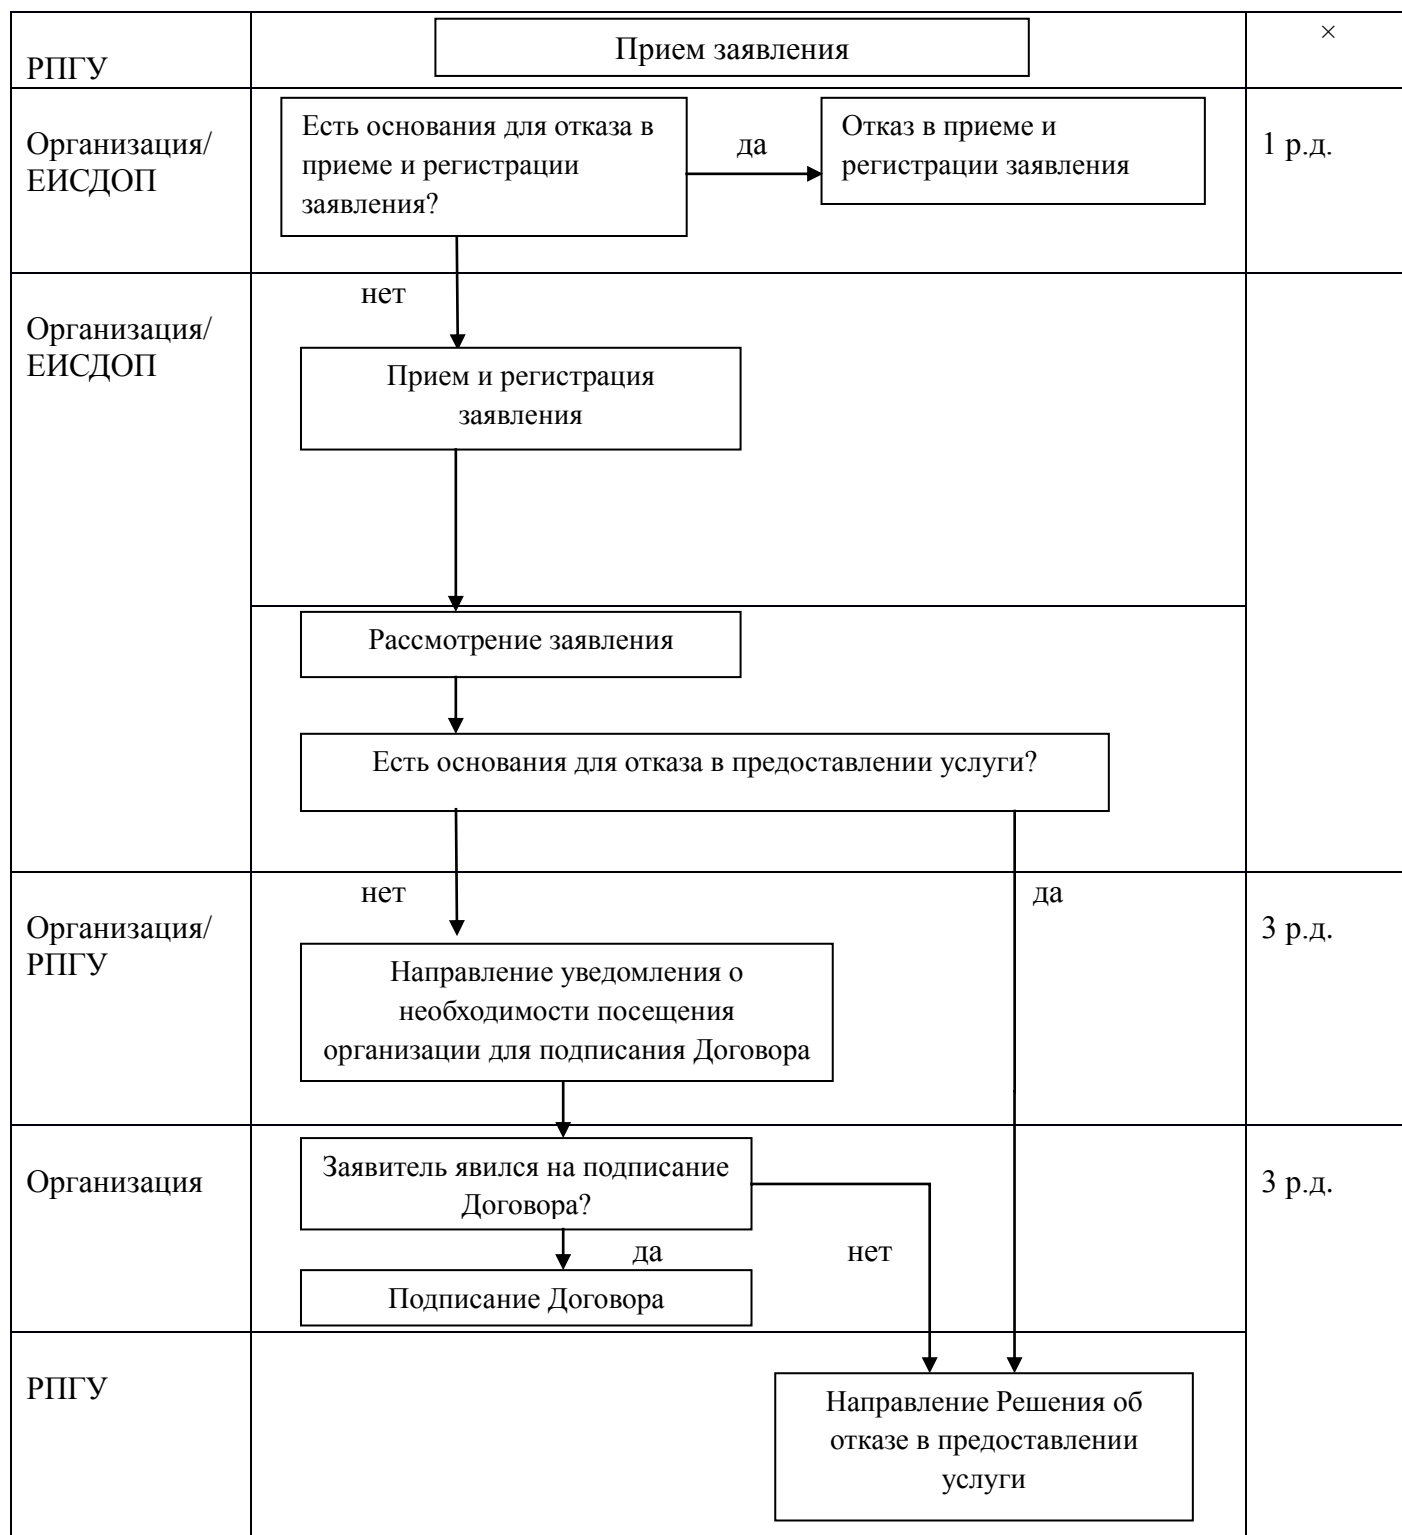 РПГУ
Прием заявления
×
Организация/
ЕИСДОП
Есть основания для отказа в
приеме и регистрации
заявления?
да
Отказ в приеме и
регистрации заявления
1 р.д.
Организация/
ЕИСДОП
нет
Прием и регистрация
заявления
Рассмотрение заявления
Есть основания для отказа в предоставлении услуги?
Организация/
РПГУ
нет
да
3 р.д.
Направление уведомления о
необходимости посещения
организации для подписания Договора
Организация
Заявитель явился на подписание
Договора?
3 р.д.
да
нет
Подписание Договора
РПГУ
Направление Решения об
отказе в предоставлении
услуги